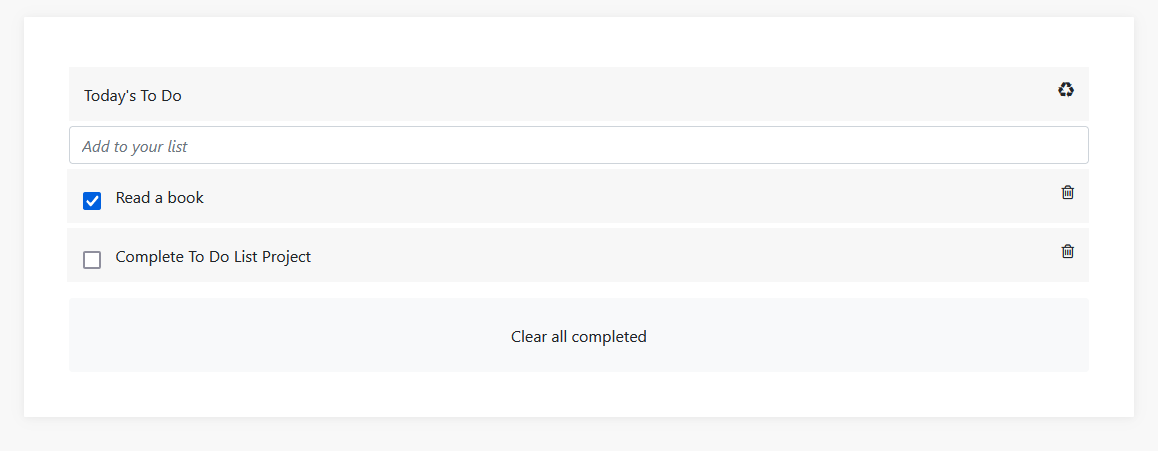 Today's To Do
Add to your list
Read a book
Complete To Do List Project
Clear all completed